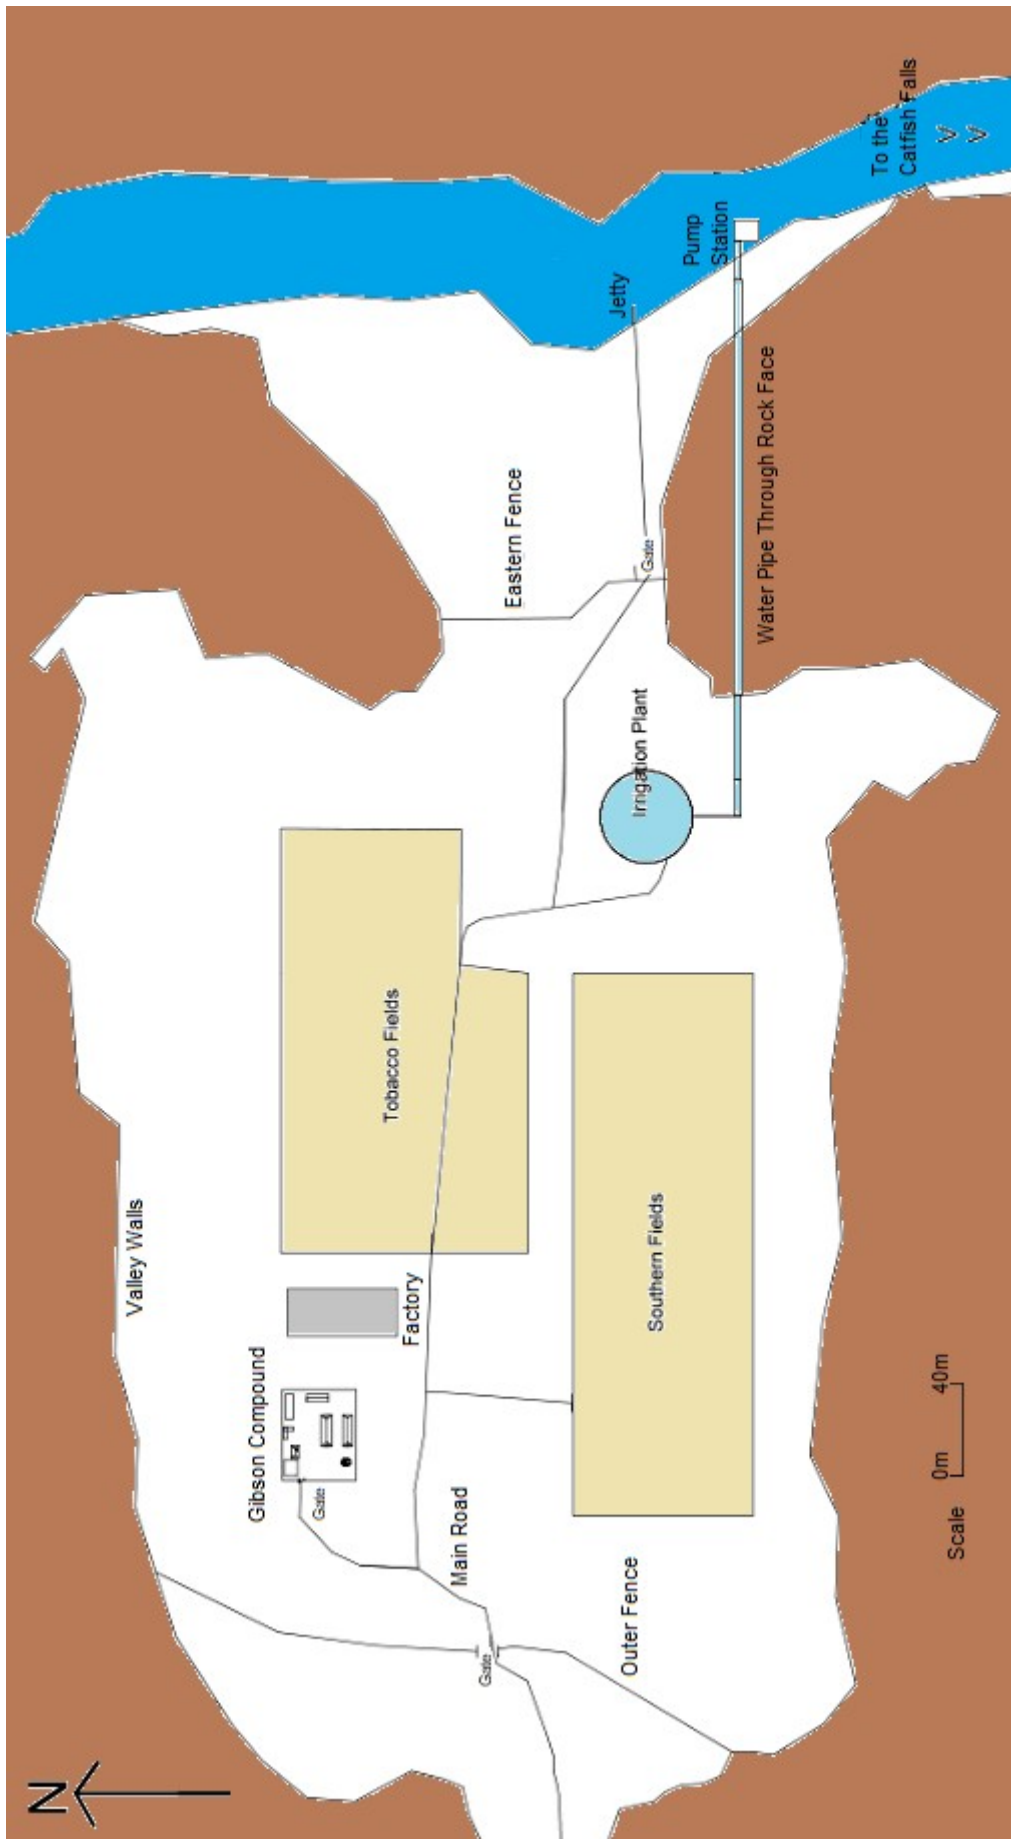 N
Valley Walls
Gibson Compound
Gate
Factory
Main Road
Gate
Outer Fence
Tobacco Fields
Southern Fields
Irrigation Plant
Eastern Fence
Gate
Jetty
Pump
Station
Water Pipe Through Rock Face
To the
Catfish Falls
Scale
0m
40m